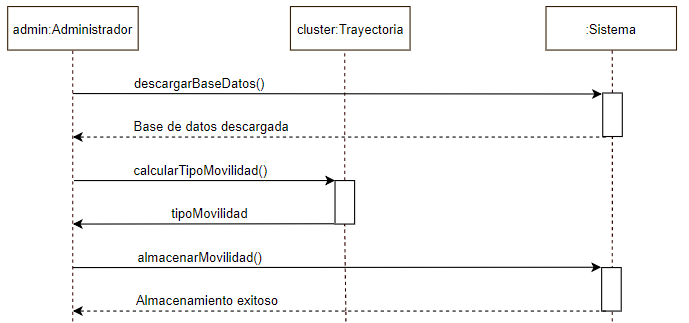 admin:Administrador
cluster:Trayectoria
:Sistema
descargarBaseDatos()
Base de datos descargada
calcularTipoMovilidad()
tipoMovilidad
almacenarMovilidad()
Almacenamiento exitoso